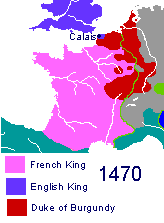 Calais
French King
1470
English King
Duke of Burgundy